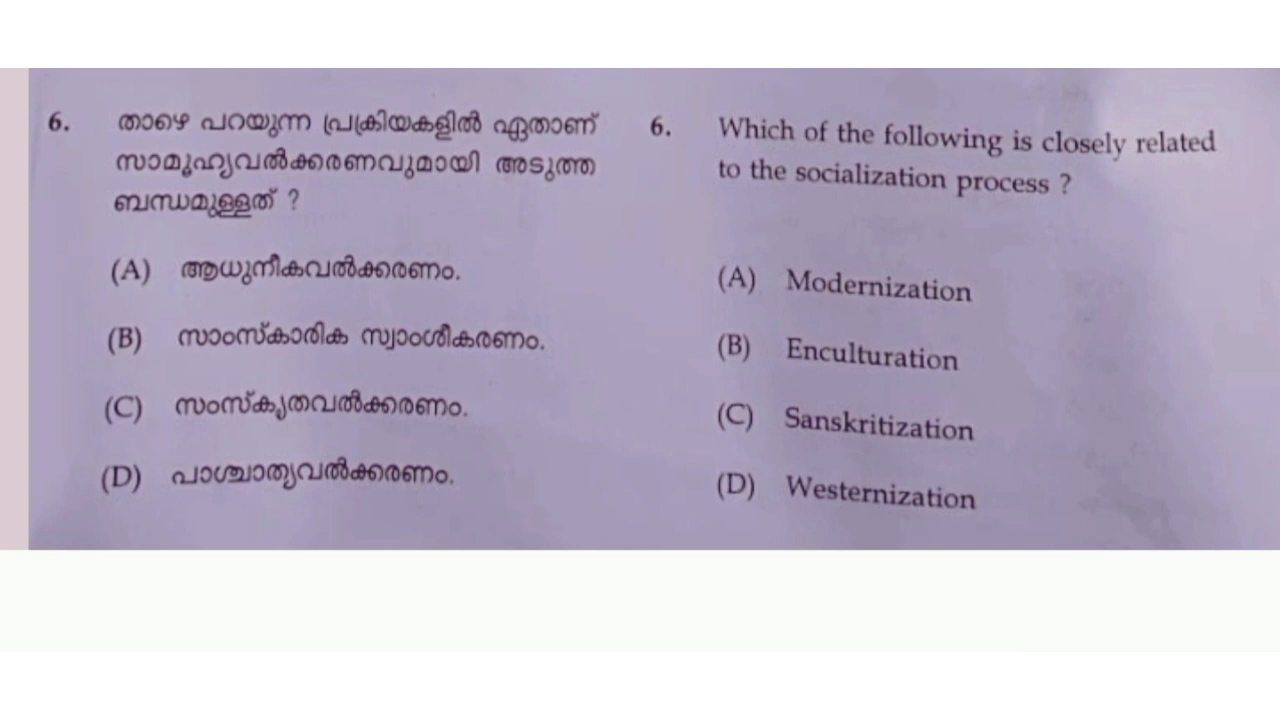 6. താഴെ പറയുന്ന പ്രക്രിയകളിൽ ഏതാണ്
സാമൂഹ്യവൽക്കരണവുമായി അടുത്ത
ബന്ധമുള്ളത് ?
(A) ആധുനീകവൽക്കരണം.
(B) സാംസ്കാരിക സ്വാംശീകരണം.
(C) സംസ്കൃതവൽക്കരണം.
(D) പാശ്ചാത്യവൽക്കരണം.
6. Which of the following is closely related
to the socialization process ?
(A) Modernization
(B) Enculturation
(C) Sanskritization
(D) Westernization